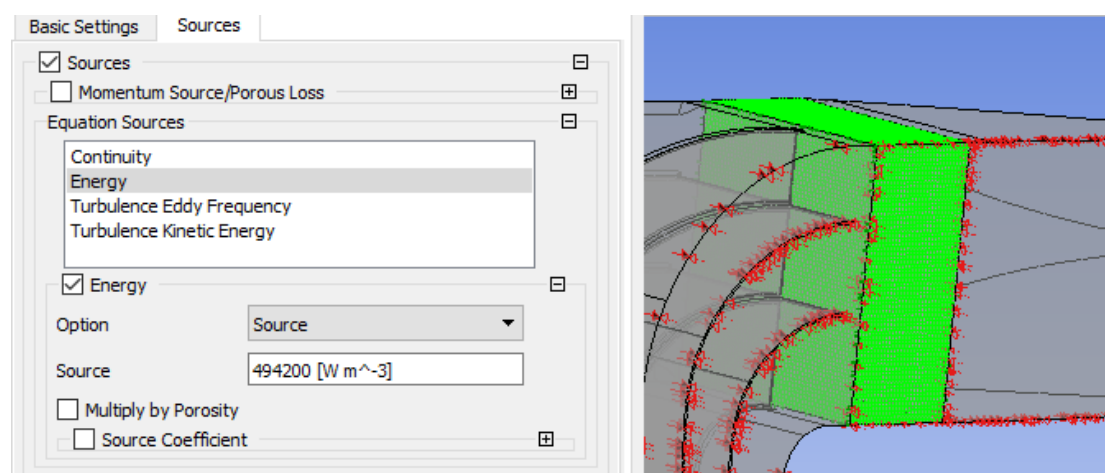 Basic Settings Sources
Sources
Momentum Source/Porous Loss
Equation Sources
Continuity
Energy
Turbulence Eddy Frequency
Turbulence Kinetic Energy
Energy
Option Source
Source 494200 [W m^-3]
Multiply by Porosity
Source Coefficient